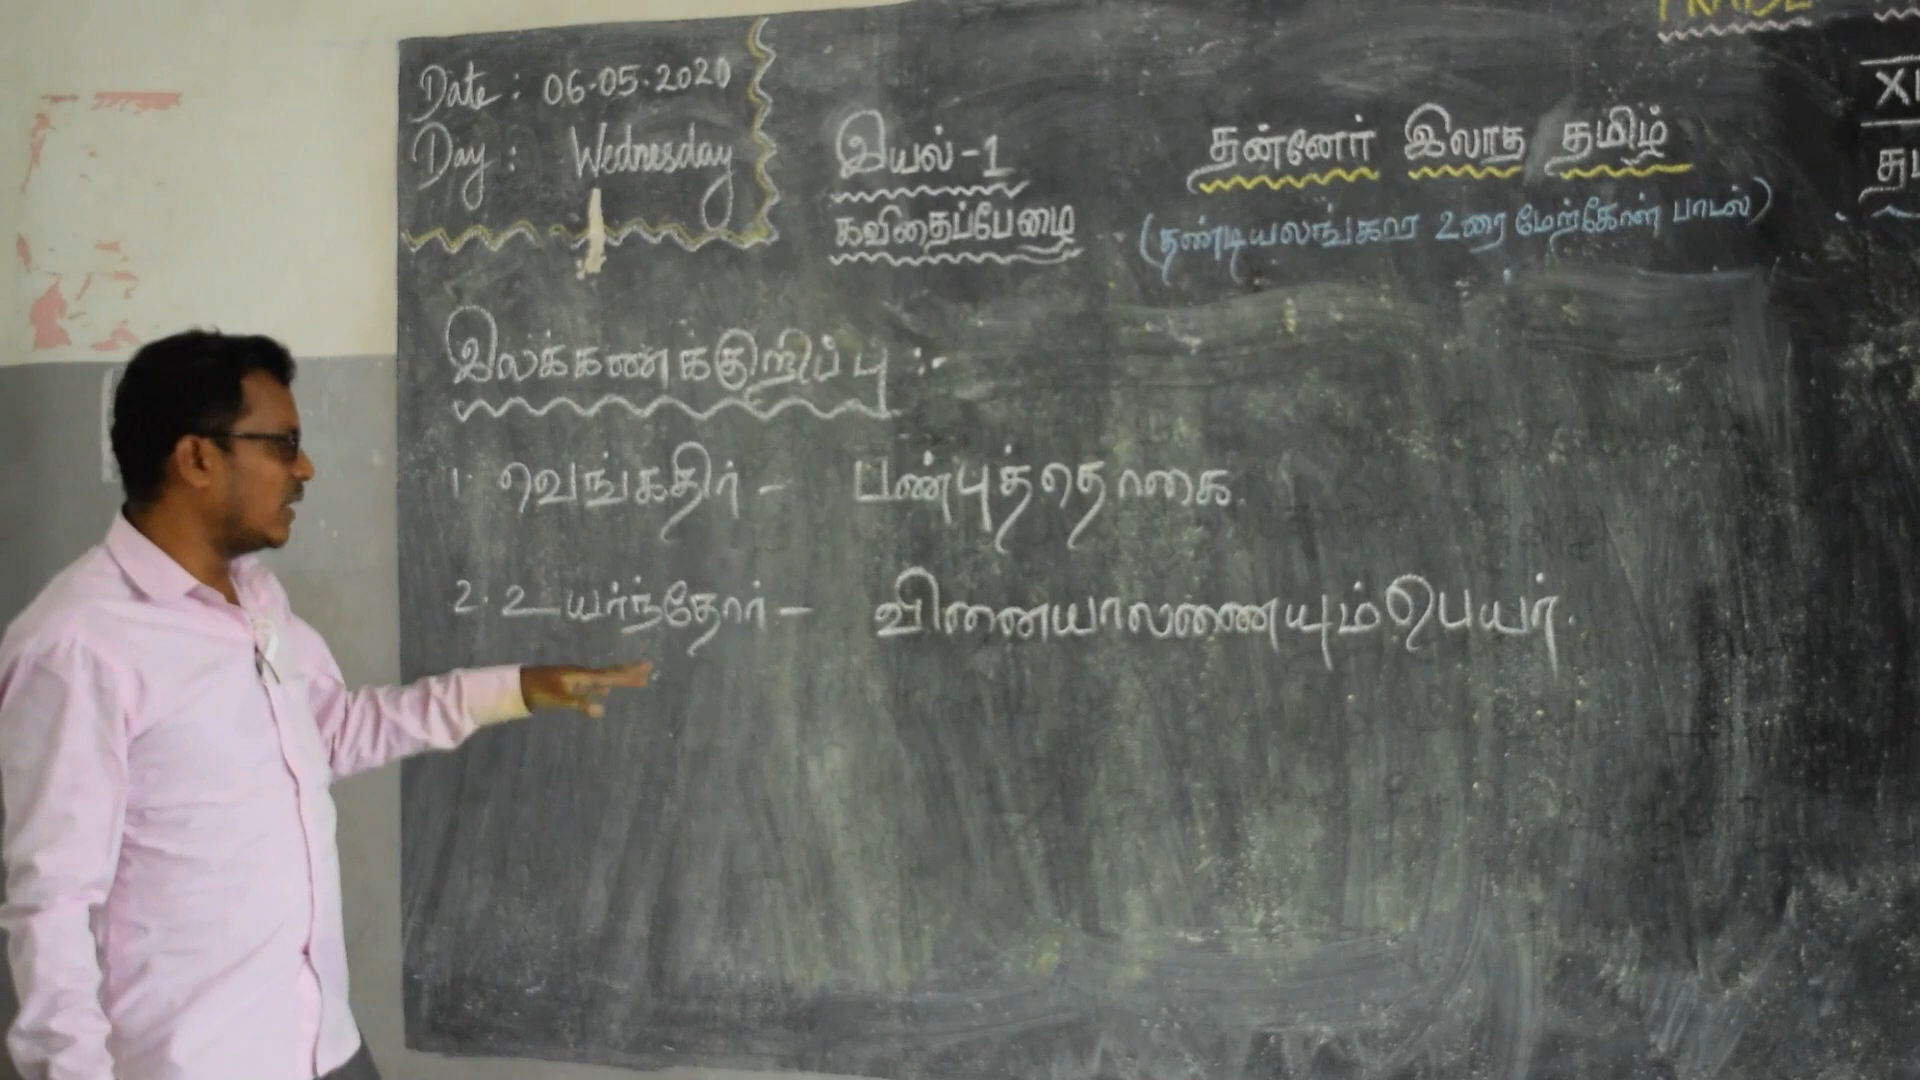 Date : 06.05.2020
Day : Wednesday
இயல் - 1
கவிதைப்பேழை
தன்னேர் இலாத தமிழ்
(தண்டியலங்கார உரை மேற்கோள் பாடல்)
இலக்கணக்குறிப்பு :-
1. வெங்கதிர் - பண்புத்தொகை.
2. உயர்ந்தோர் - வினையாலணையும்பெயர்.